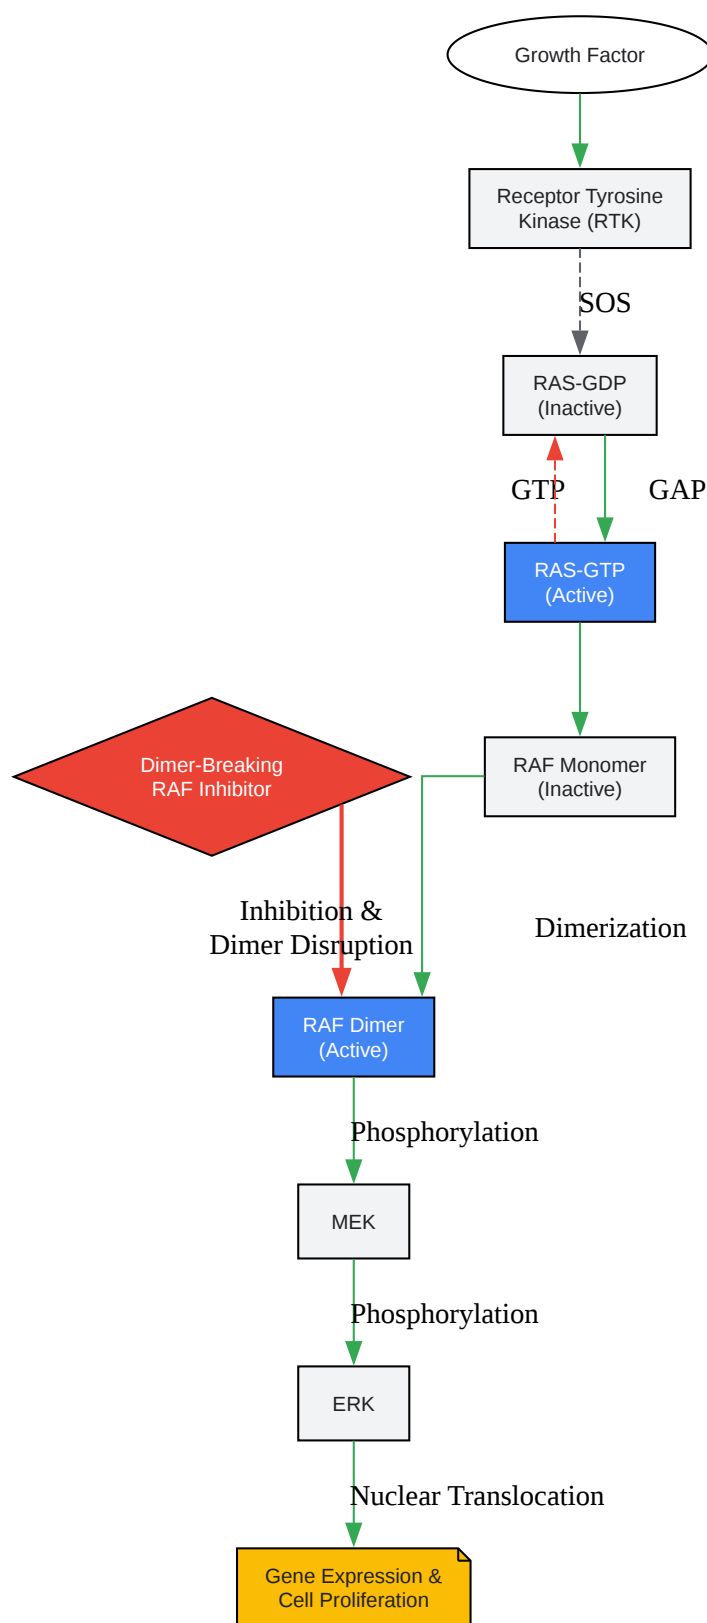 Growth Factor
Receptor Tyrosine
Kinase (RTK)
SOS
RAS-GDP
(Inactive)
GTP
GAP
RAS-GTP
(Active)
Dimer-Breaking
RAF Inhibitor
RAF Monomer
(Inactive)
Inhibition &
Dimer Disruption
Dimerization
RAF Dimer
(Active)
Phosphorylation
MEK
Phosphorylation
ERK
Nuclear Translocation
Gene Expression &
Cell Proliferation